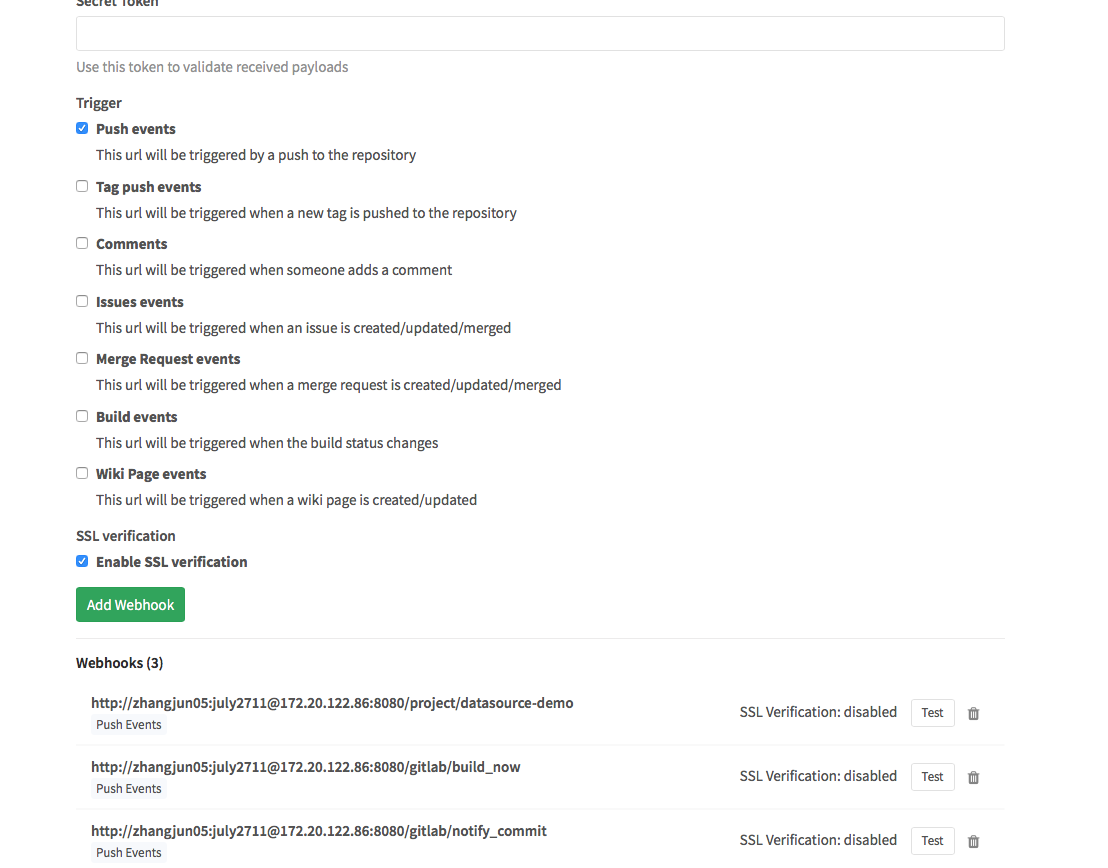 Secret Token
Use this token to validate received payloads
Trigger
Push events
This url will be triggered by a push to the repository
Tag push events
This url will be triggered when a new tag is pushed to the repository
Comments
This url will be triggered when someone adds a comment
Issues events
This url will be triggered when an issue is created/updated/merged
Merge Request events
This url will be triggered when a merge request is created/updated/merged
Build events
This url will be triggered when the build status changes
Wiki Page events
This url will be triggered when a wiki page is created/updated
SSL verification
Enable SSL verification
Add Webhook
Webhooks (3)
http://zhangjun05:july2711@172.20.122.86:8080/project/datasource-demo
Push Events
SSL Verification: disabled
Test
http://zhangjun05:july2711@172.20.122.86:8080/gitlab/build_now
Push Events
SSL Verification: disabled
Test
http://zhangjun05:july2711@172.20.122.86:8080/gitlab/notify_commit
Push Events
SSL Verification: disabled
Test